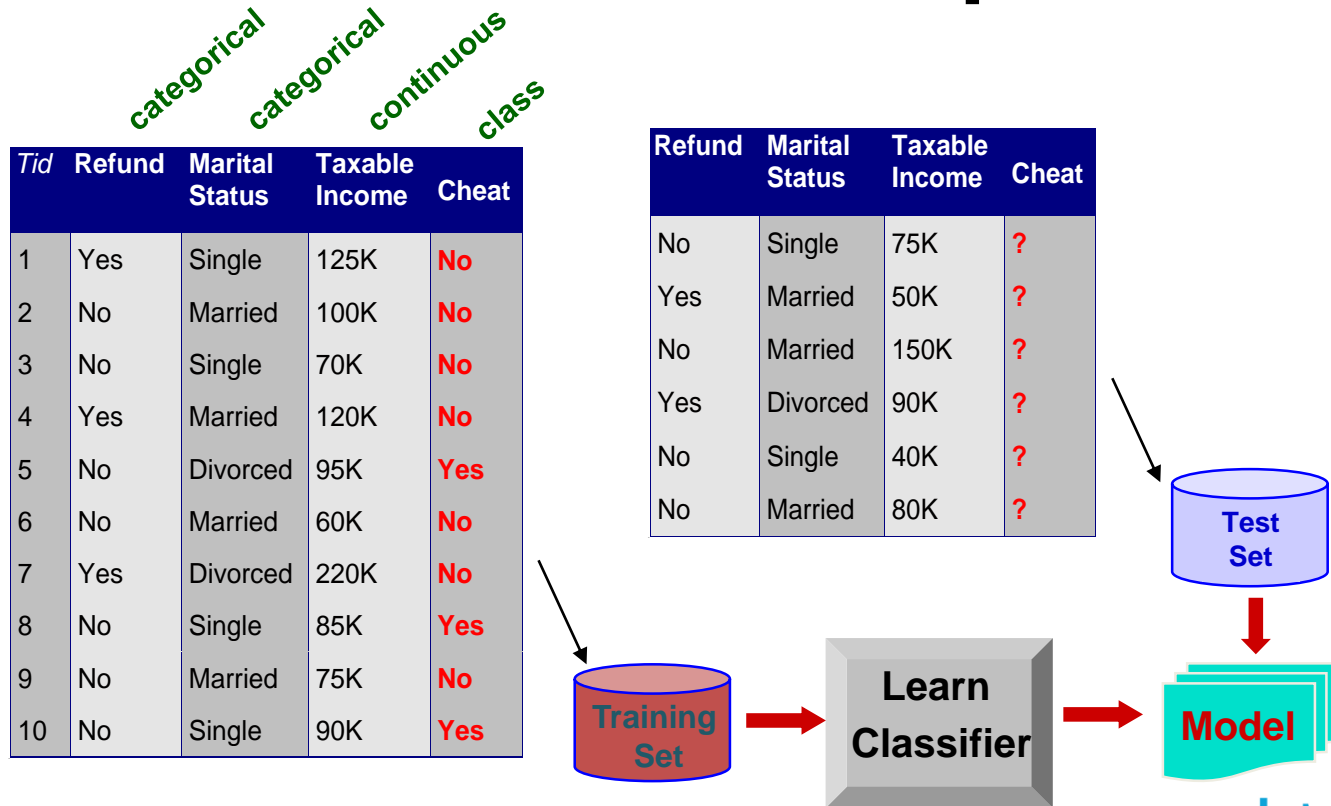 categorical
categorical
continuous
class
Tid Refund Marital Status Taxable Income Cheat
1 Yes Single 125K No
2 No Married 100K No
3 No Single 70K No
4 Yes Married 120K No
5 No Divorced 95K Yes
6 No Married 60K No
7 Yes Divorced 220K No
8 No Single 85K Yes
9 No Married 75K No
10 No Single 90K Yes
Refund Marital Status Taxable Income Cheat
No Single 75K ?
Yes Married 50K ?
No Married 150K ?
Yes Divorced 90K ?
No Single 40K ?
No Married 80K ?
Test
Set
Training
Set
Learn
Classifier
Model